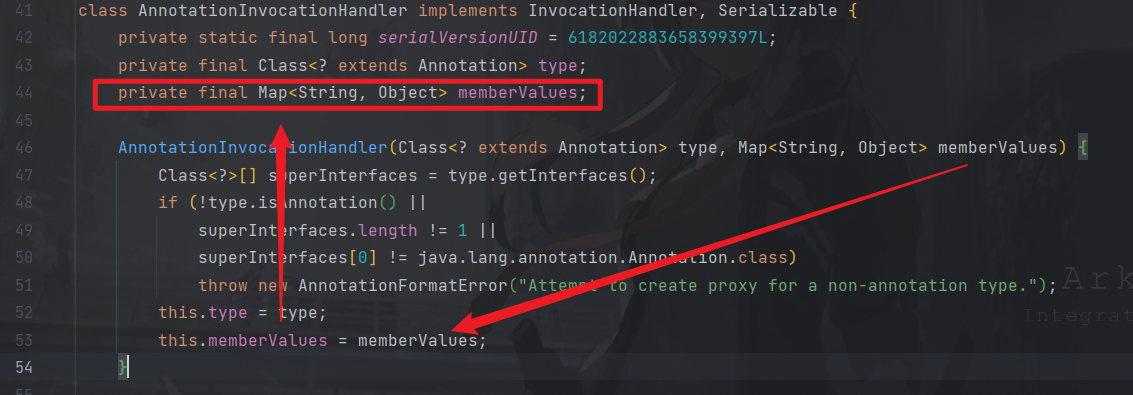 41 class AnnotationInvocationHandler implements InvocationHandler, Serializable {
42 private static final long serialVersionUID = 6182022883658399397L;
43 private final Class<? extends Annotation> type;
44 private final Map<String, Object> memberValues;
45
46 AnnotationInvocationHandler(Class<? extends Annotation> type, Map<String, Object> memberValues) {
47 Class<?>[] superInterfaces = type.getInterfaces();
48 if (!type.isAnnotation() ||
49 superInterfaces.length != 1 ||
50 superInterfaces[0] != java.lang.annotation.Annotation.class)
51 throw new AnnotationFormatError("Attempt to create proxy for a non-annotation type.");
52 this.type = type;
53 this.memberValues = memberValues;
54 }
Ark
Integrat